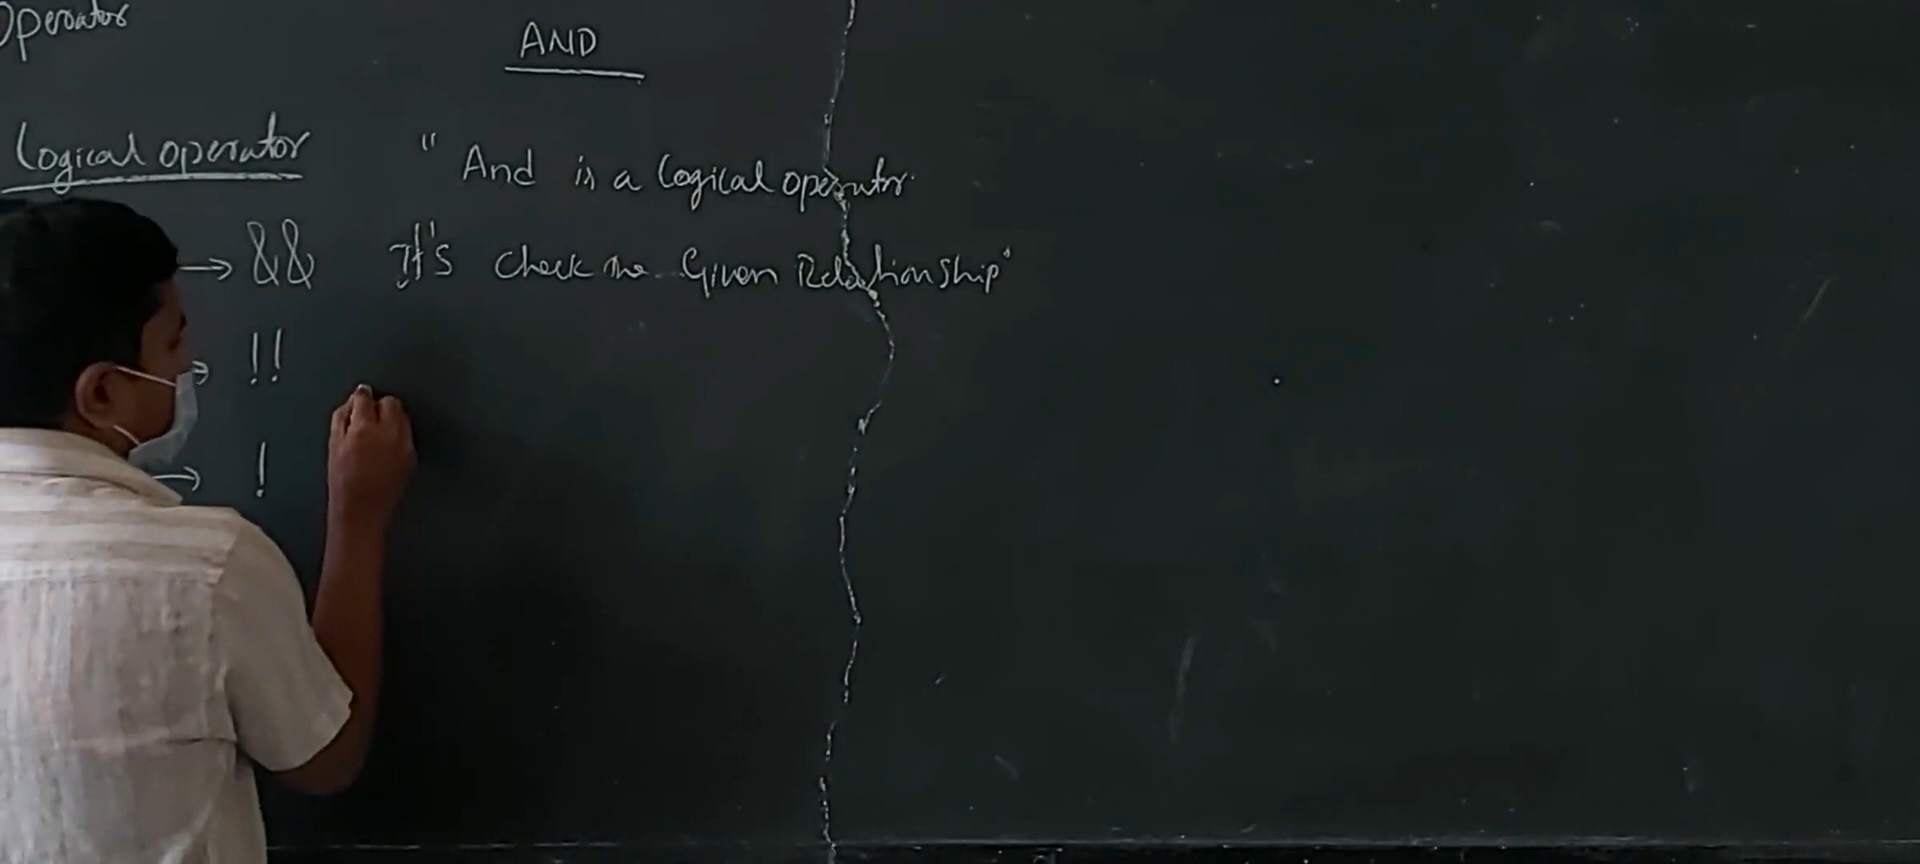 Operator
Logical operator
→ &&
→ !!
→ !
AND
" And is a Logical operator.
It's check the Given Relationship"